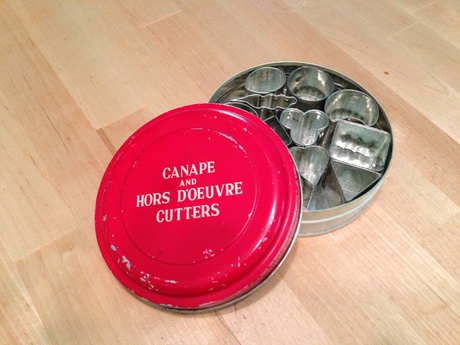 CANAPE
AND
HORS D'OEUVRE
CUTTERS